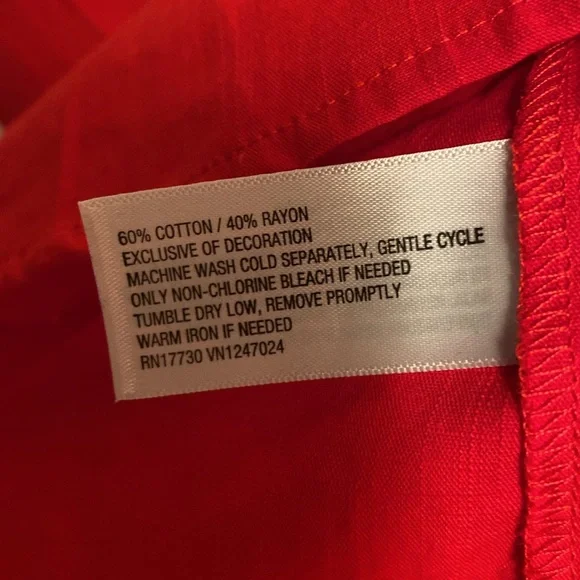 60% COTTON / 40% RAYON
EXCLUSIVE OF DECORATION
MACHINE WASH COLD SEPARATELY, GENTLE CYCLE
ONLY NON-CHLORINE BLEACH IF NEEDED
TUMBLE DRY LOW, REMOVE PROMPTLY
WARM IRON IF NEEDED
RN17730 VN1247024